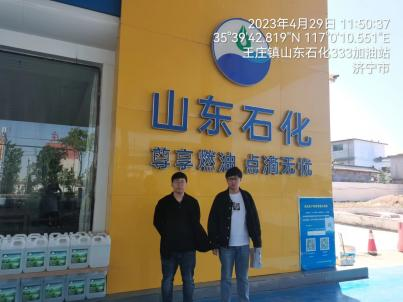 2023年4月29日 11:50:37
35°39'42.819"N 117°0'10.551"E
王庄镇山东石化333加油站
济宁市
山东石化
尊享燃油 点滴无忧